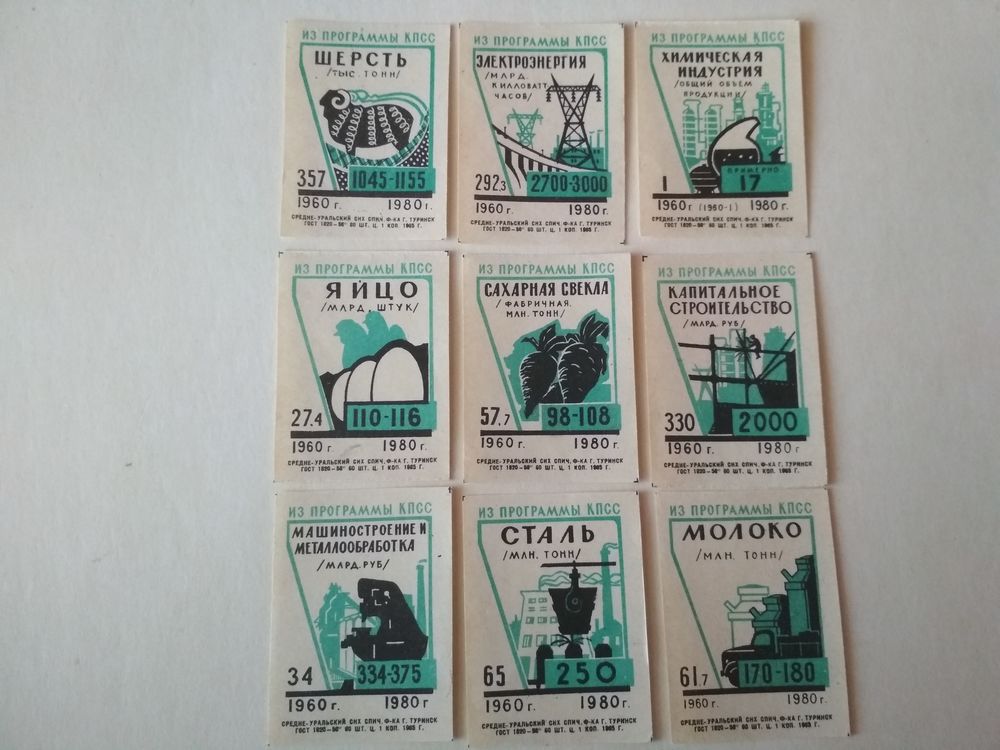 ИЗ ПРОГРАММЫ КПСС
ШЕРСТЬ
/ТЫС. ТОНН/
357 1045-1155
1960 г. 1980 г.
СРЕДНЕ-УРАЛЬСКИЙ СНХ СПИЧ. Ф-КА Г. ТУРИНСК
ГОСТ 1820-56* 60 ШТ. Ц. 1 КОП. 1965 Г.
ИЗ ПРОГРАММЫ КПСС
ЭЛЕКТРОЭНЕРГИЯ
/МЛРД.
КИЛЛОВАТТ
ЧАСОВ/
292,3 2700-3000
1960 г. 1980 г.
СРЕДНЕ-УРАЛЬСКИЙ СНХ СПИЧ. Ф-КА Г. ТУРИНСК
ГОСТ 1820-56* 60 ШТ. Ц. 1 КОП. 1965 Г.
ИЗ ПРОГРАММЫ КПСС
ХИМИЧЕСКАЯ
ИНДУСТРИЯ
/ОБЩИЙ ОБЪЕМ
ПРОДУКЦИИ/
ПРИМЕРНО
1 17
1960 г (1960-1) 1980 г.
СРЕДНЕ-УРАЛЬСКИЙ СНХ СПИЧ. Ф-КА Г. ТУРИНСК
ГОСТ 1820-56* 60 ШТ. Ц. 1 КОП. 1965 Г.
ИЗ ПРОГРАММЫ КПСС
ЯЙЦО
/МЛРД. ШТУК/
27.4 110-116
1960 г. 1980 г.
СРЕДНЕ-УРАЛЬСКИЙ СНХ СПИЧ. Ф-КА Г. ТУРИНСК
ГОСТ 1820-56* 60 ШТ. Ц. 1 КОП. 1965 Г.
ИЗ ПРОГРАММЫ КПСС
САХАРНАЯ СВЕКЛА
/ФАБРИЧНАЯ,
МЛН. ТОНН/
57,7 98-108
1960 г. 1980 г.
СРЕДНЕ-УРАЛЬСКИЙ СНХ СПИЧ. Ф-КА Г. ТУРИНСК
ГОСТ 1820-56* 60 ШТ. Ц. 1 КОП. 1965 Г.
ИЗ ПРОГРАММЫ КПСС
КАПИТАЛЬНОЕ
СТРОИТЕЛЬСТВО
/МЛРД. РУБ/
330 2000
1960 г. 1980 г
СРЕДНЕ-УРАЛЬСКИЙ СНХ СПИЧ. Ф-КА Г. ТУРИНСК
ГОСТ 1820-56* 60 ШТ. Ц. 1 КОП. 1965 Г.
ИЗ ПРОГРАММЫ КПСС
МАШИНОСТРОЕНИЕ И
МЕТАЛЛООБРАБОТКА
/МЛРД. РУБ/
34 334-375
1960 г. 1980 г.
СРЕДНЕ-УРАЛЬСКИЙ СНХ СПИЧ. Ф-КА Г. ТУРИНСК
ГОСТ 1820-56* 60 ШТ. Ц. 1 КОП. 1965 Г.
ИЗ ПРОГРАММЫ КПСС
СТАЛЬ
/МЛН. ТОНН/
65 250
1960 г. 1980 г.
СРЕДНЕ-УРАЛЬСКИЙ СНХ СПИЧ. Ф-КА Г. ТУРИНСК
ГОСТ 1820-56* 60 ШТ. Ц. 1 КОП. 1965 Г.
ИЗ ПРОГРАММЫ КПСС
МОЛОКО
/МЛН. ТОНН/
61.7 170-180
1960 г. 1980 г.
СРЕДНЕ-УРАЛЬСКИЙ СНХ СПИЧ. Ф-КА Г. ТУРИНСК
ГОСТ 1820-56* 60 ШТ. Ц. 1 КОП. 1965 Г.